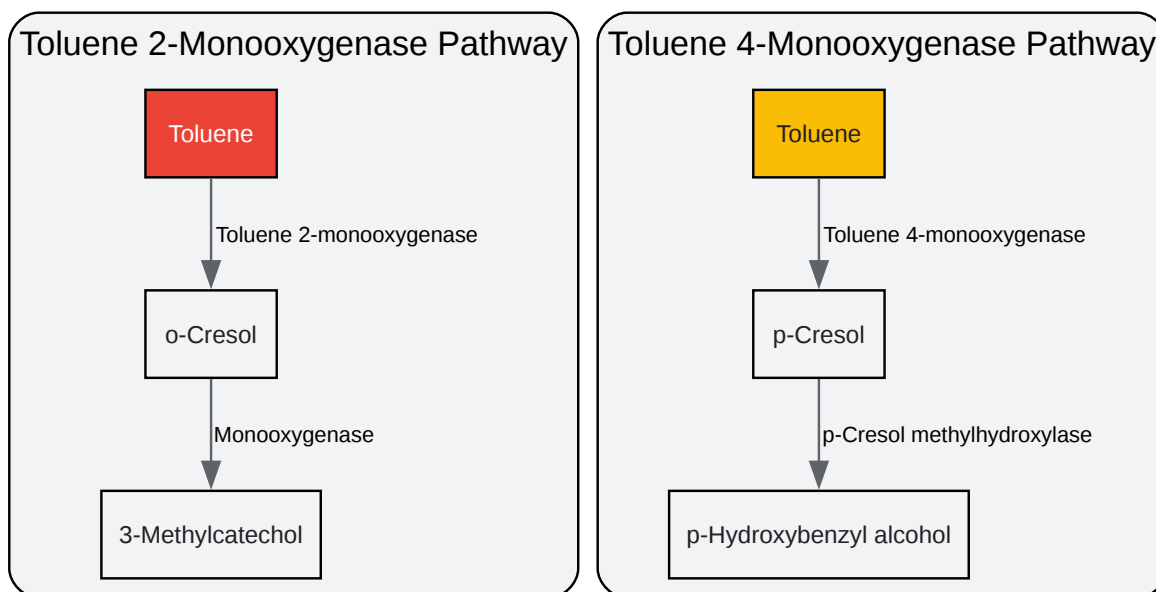 Toluene 2-Monooxygenase Pathway
Toluene
Toluene 2-monooxygenase
o-Cresol
Monooxygenase
3-Methylcatechol
Toluene 4-Monooxygenase Pathway
Toluene
Toluene 4-monooxygenase
p-Cresol
p-Cresol methylhydroxylase
p-Hydroxybenzyl alcohol